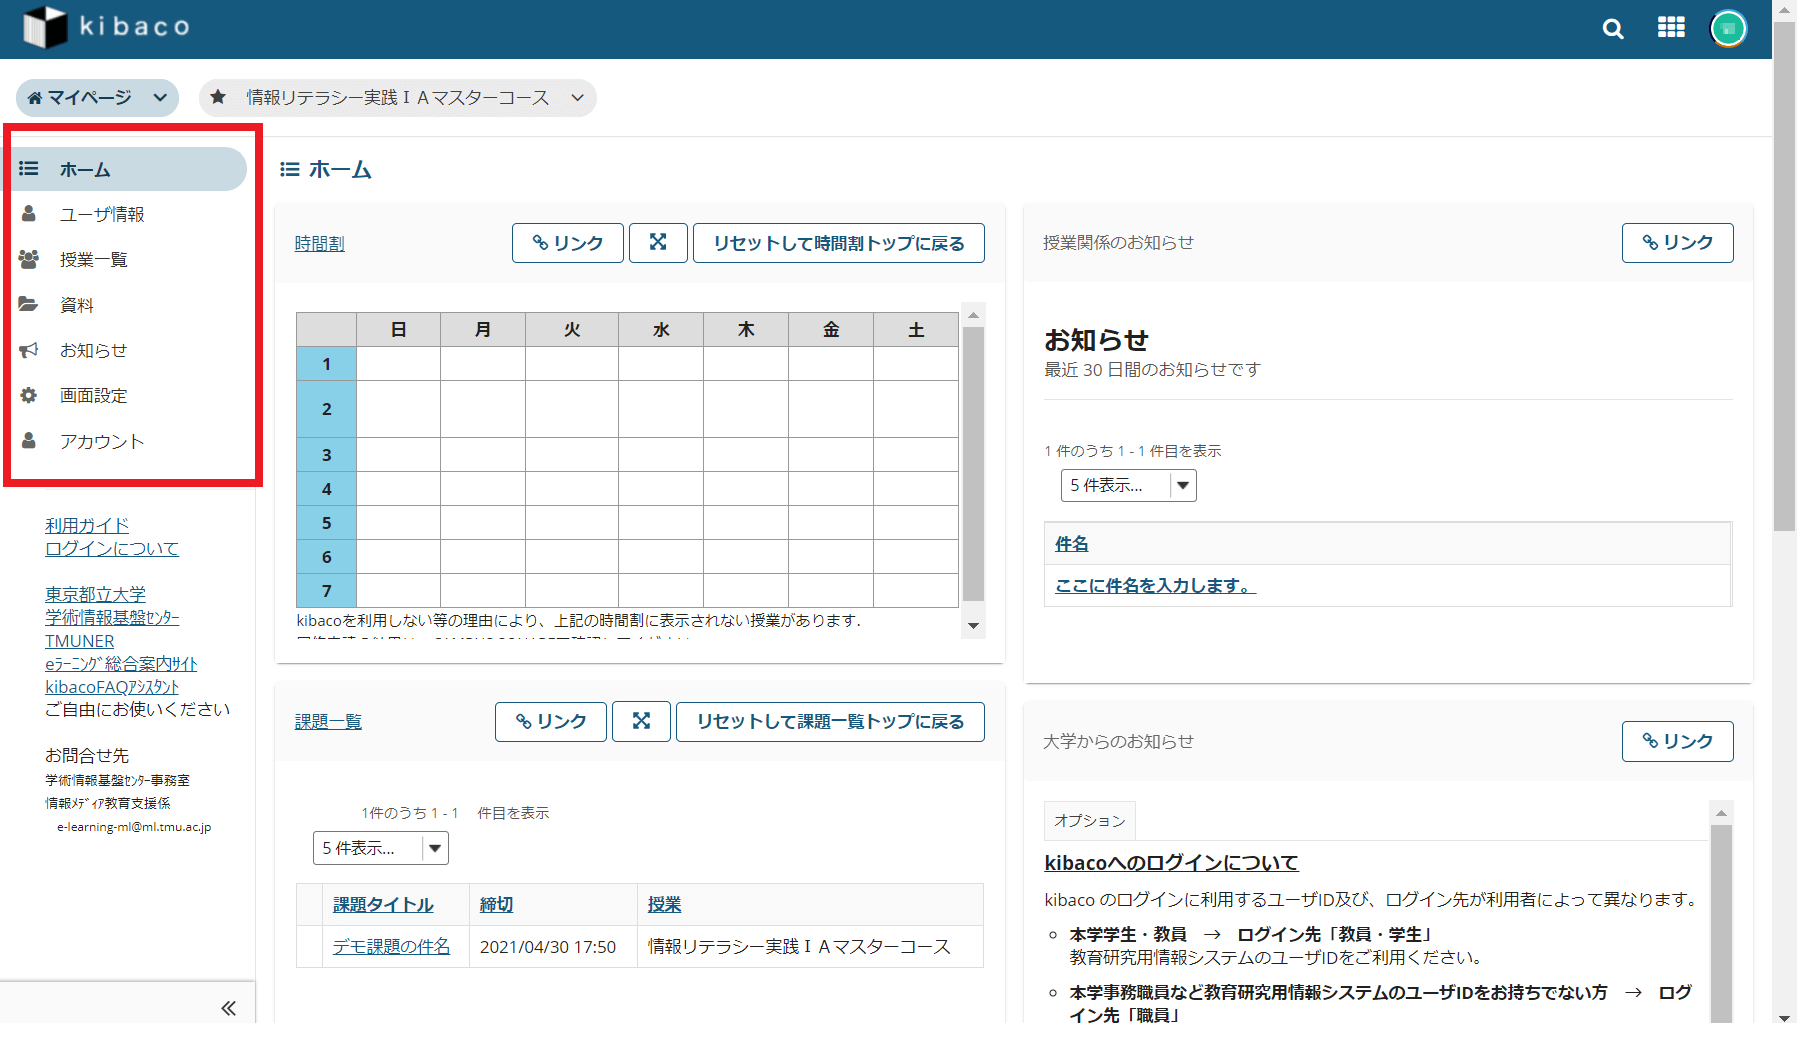 kibaco
マイページ
情報リテラシー実践ⅠAマスターコース
ホーム
ユーザ情報
授業一覧
資料
お知らせ
画面設定
アカウント
利用ガイド
ログインについて
東京都立大学
学術情報基盤ｾﾝﾀｰ
TMUNER
eﾗｰﾆﾝｸﾞ総合案内ｻｲﾄ
kibacoFAQｱｼｽﾀﾝﾄ
ご自由にお使いください
お問合せ先
学術情報基盤ｾﾝﾀｰ事務室
情報ﾒﾃﾞｨｱ教育支援係
e-learning-ml@ml.tmu.ac.jp
ホーム
時間割
リンク
リセットして時間割トップに戻る
日 月 火 水 木 金 土
1
2
3
4
5
6
7
kibacoを利用しない等の理由により、上記の時間割に表示されない授業があります.
課題一覧
リンク
リセットして課題一覧トップに戻る
1件のうち 1 - 1 件目を表示
5 件表示...
課題タイトル 締切 授業
デモ課題の件名 2021/04/30 17:50 情報リテラシー実践ⅠAマスターコース
授業関係のお知らせ
リンク
お知らせ
最近 30 日間のお知らせです
1 件のうち 1 - 1 件目を表示
5 件表示...
件名
ここに件名を入力します。
大学からのお知らせ
リンク
オプション
kibacoへのログインについて
kibaco のログインに利用するユーザID及び、ログイン先が利用者によって異なります。
本学学生・教員 → ログイン先「教員・学生」
教育研究用情報システムのユーザIDをご利用ください。
本学事務職員など教育研究用情報システムのユーザIDをお持ちでない方 → ログ
イン先「職員」